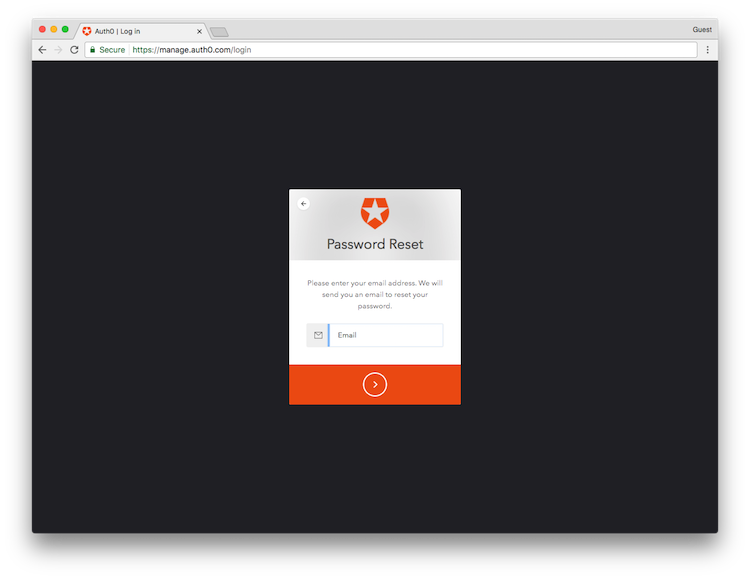 Auth0 | Log in
Guest
Secure https://manage.auth0.com/login
Password Reset
Please enter your email address. We will
send you an email to reset your
password.
Email